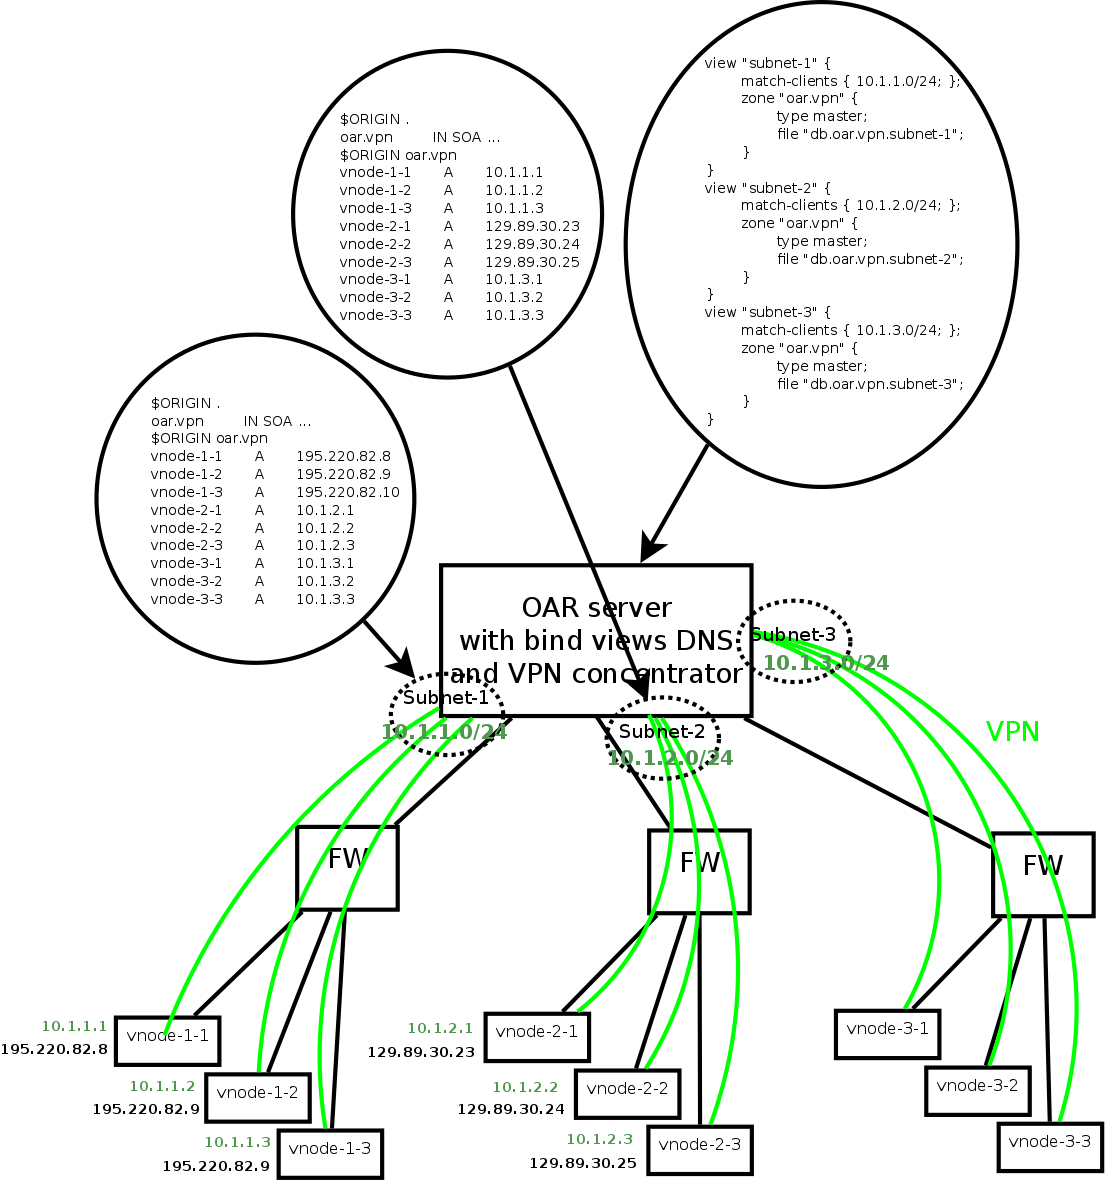 view "subnet-1" {
match-clients { 10.1.1.0/24; };
zone "oar.vpn" {
type master;
file "db.oar.vpn.subnet-1";
}
}
view "subnet-2" {
match-clients { 10.1.2.0/24; };
zone "oar.vpn" {
type master;
file "db.oar.vpn.subnet-2";
}
}
view "subnet-3" {
match-clients { 10.1.3.0/24; };
zone "oar.vpn" {
type master;
file "db.oar.vpn.subnet-3";
}
}
$ORIGIN .
oar.vpn IN SOA ...
$ORIGIN oar.vpn
vnode-1-1 A 10.1.1.1
vnode-1-2 A 10.1.1.2
vnode-1-3 A 10.1.1.3
vnode-2-1 A 129.89.30.23
vnode-2-2 A 129.89.30.24
vnode-2-3 A 129.89.30.25
vnode-3-1 A 10.1.3.1
vnode-3-2 A 10.1.3.2
vnode-3-3 A 10.1.3.3
$ORIGIN .
oar.vpn IN SOA ...
$ORIGIN oar.vpn
vnode-1-1 A 195.220.82.8
vnode-1-2 A 195.220.82.9
vnode-1-3 A 195.220.82.10
vnode-2-1 A 10.1.2.1
vnode-2-2 A 10.1.2.2
vnode-2-3 A 10.1.2.3
vnode-3-1 A 10.1.3.1
vnode-3-2 A 10.1.3.2
vnode-3-3 A 10.1.3.3
OAR server
with bind views DNS
and VPN concentrator
Subnet-3
10.1.3.0/24
Subnet-1
10.1.1.0/24
Subnet-2
10.1.2.0/24
VPN
FW
FW
FW
10.1.1.1
195.220.82.8
vnode-1-1
10.1.1.2
195.220.82.9
vnode-1-2
10.1.1.3
195.220.82.9
vnode-1-3
10.1.2.1
129.89.30.23
vnode-2-1
10.1.2.2
129.89.30.24
vnode-2-2
10.1.2.3
129.89.30.25
vnode-2-3
vnode-3-1
vnode-3-2
vnode-3-3